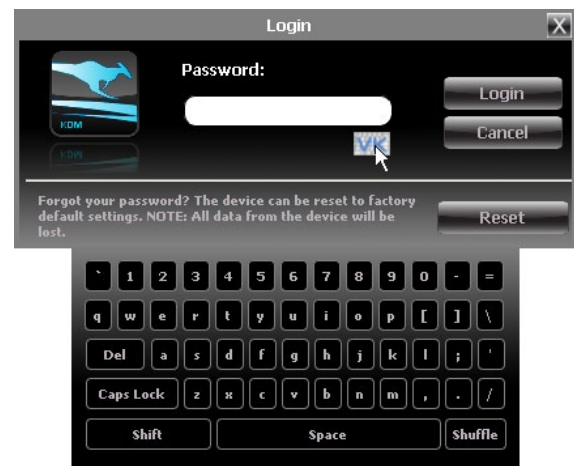 Login
X
Password:
KDM
KDM
VK
Login
Cancel
Forgot your password? The device can be reset to factory
default settings. NOTE: All data from the device will be
lost.
Reset
` 1 2 3 4 5 6 7 8 9 0 - =
q w e r t y u i o p [ ] \
Del a s d f g h j k l ; '
Caps Lock z x c v b n m , . /
Shift Space Shuffle